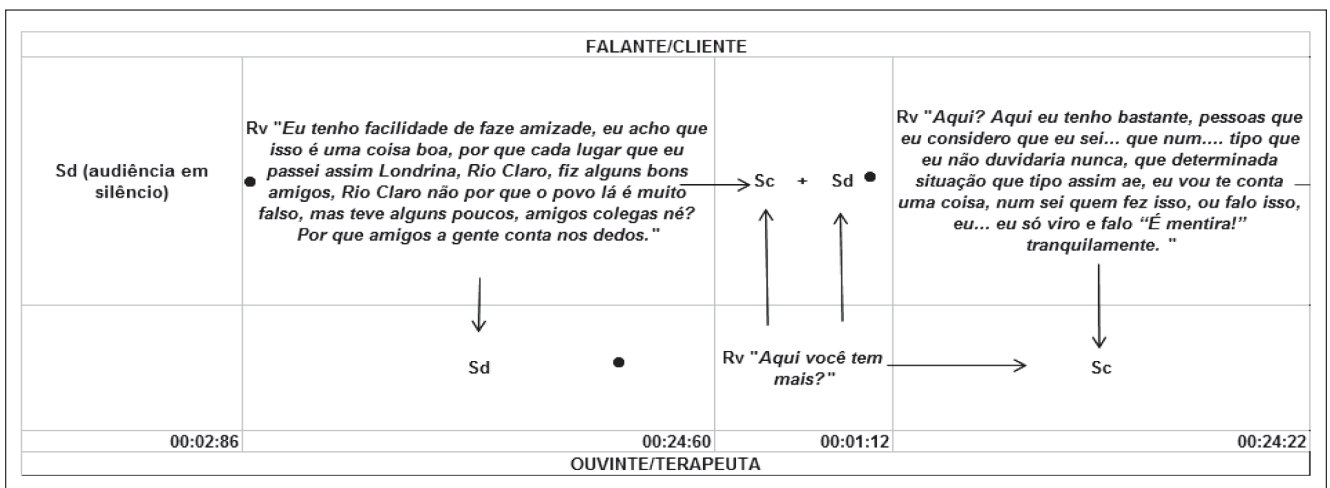 FALANTE/CLIENTE
Sd (audiência em
silêncio)
Rv "Eu tenho facilidade de faze amizade, eu acho que
isso é uma coisa boa, por que cada lugar que eu
passei assim Londrina, Rio Claro, fiz alguns bons
amigos, Rio Claro não por que o povo lá é muito
falso, mas teve alguns poucos, amigos colegas né?
Por que amigos a gente conta nos dedos."
Sc + Sd
Rv "Aqui? Aqui eu tenho bastante, pessoas que
eu considero que eu sei... que num.... tipo que
eu não duvidaria nunca, que determinada
situação que tipo assim ae, eu vou te conta
uma coisa, num sei quem fez isso, ou falo isso,
eu... eu só viro e falo “É mentira!”
tranquilamente. "
Sd
Rv "Aqui você tem
mais?"
Sc
00:02:86
00:24:60
00:01:12
00:24:22
OUVINTE/TERAPEUTA